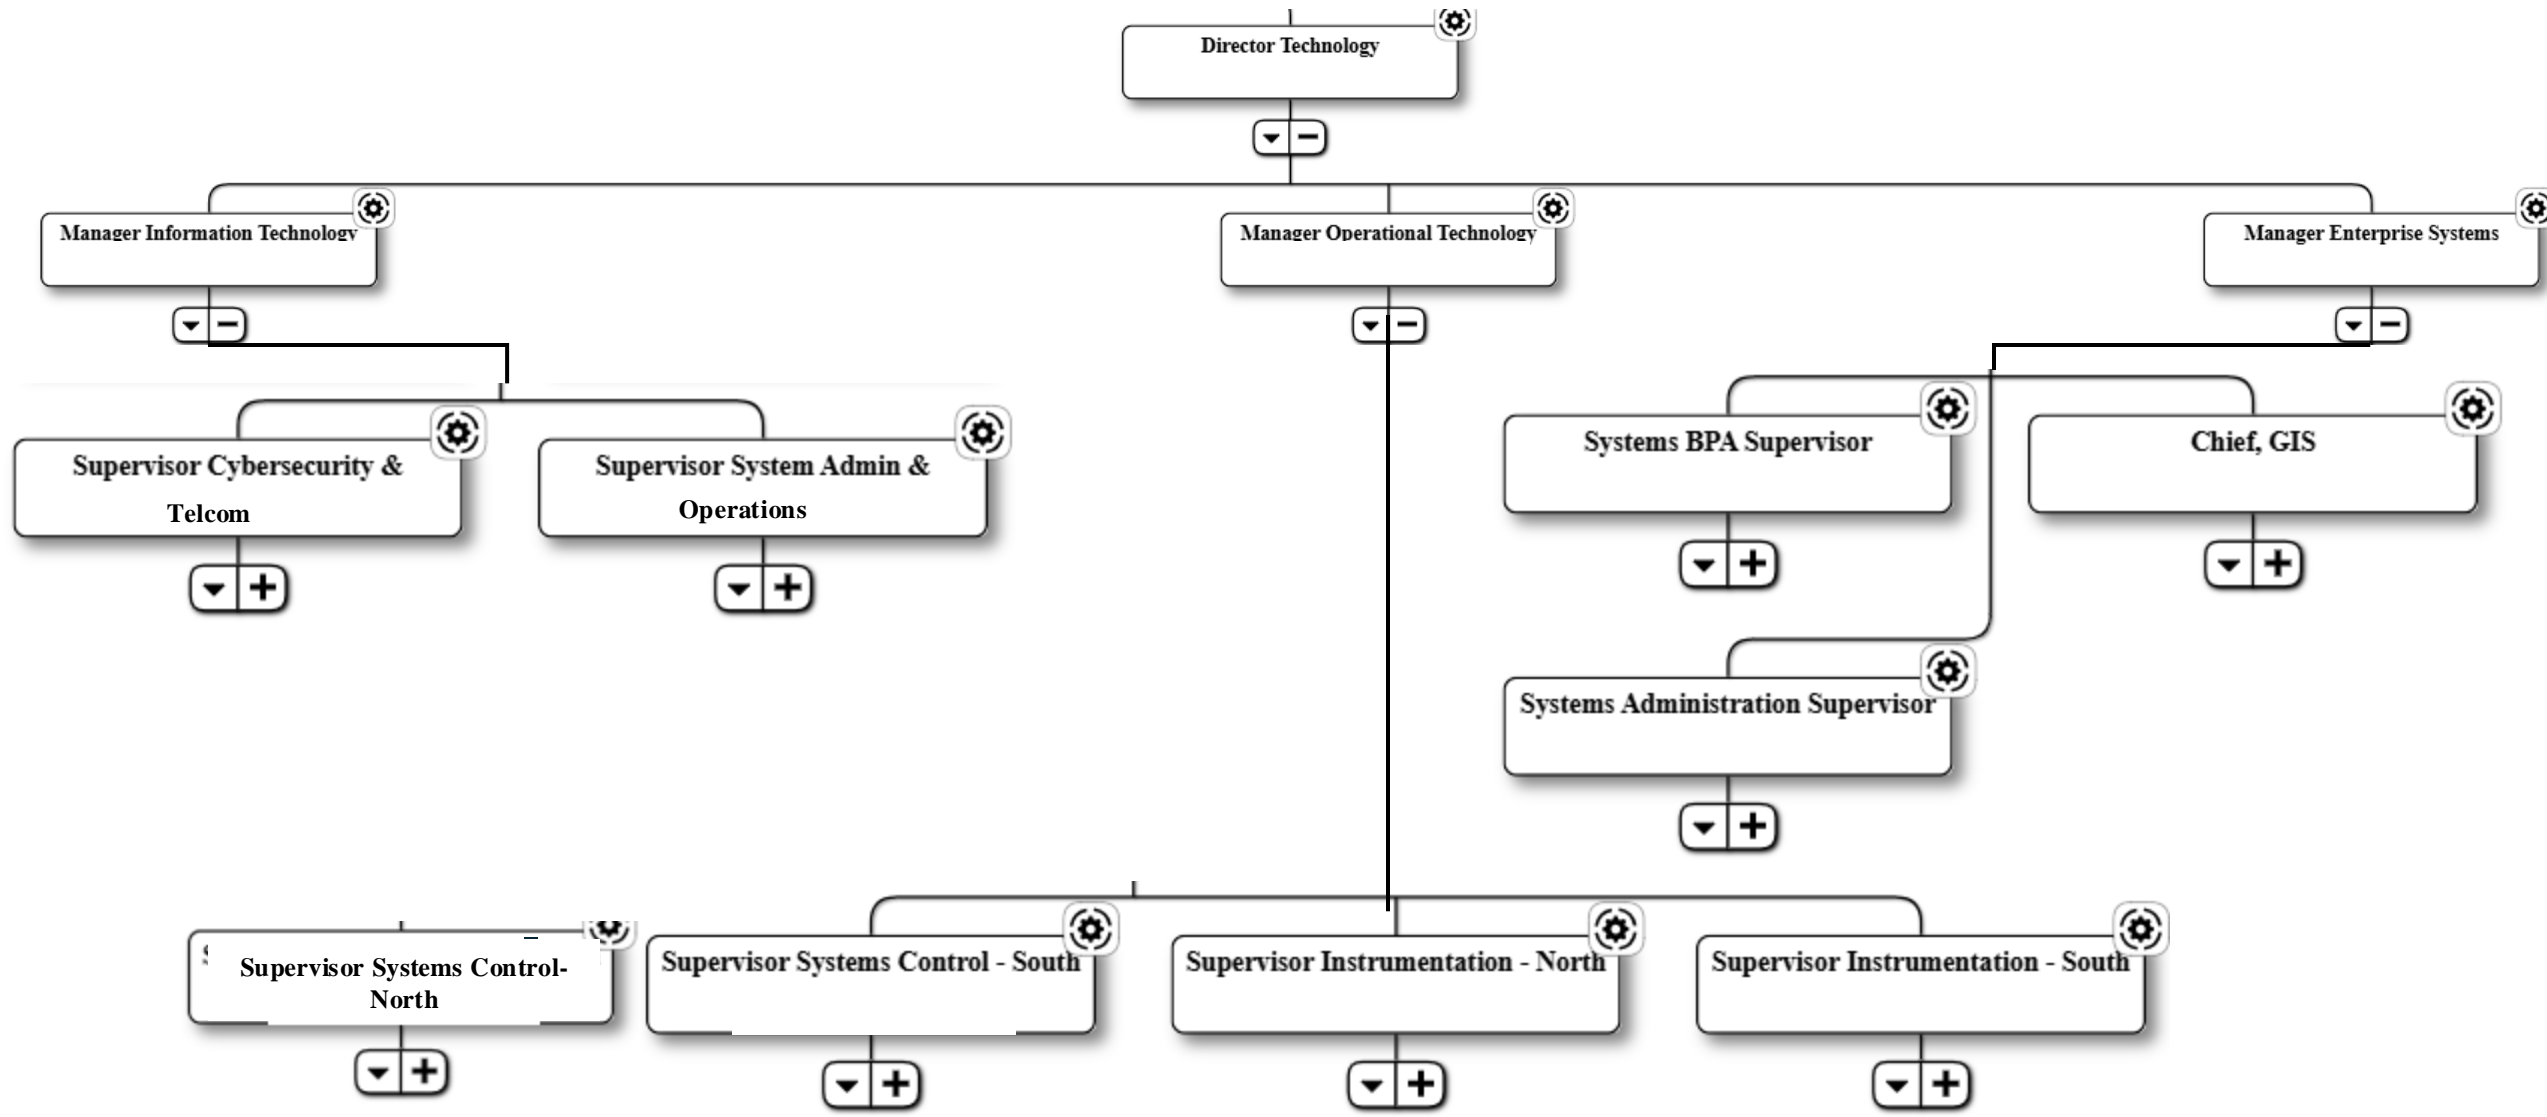 Director Technology
Manager Information Technology
Manager Operational Technology
Manager Enterprise Systems
Supervisor Cybersecurity &
Telcom
Supervisor System Admin &
Operations
Systems BPA Supervisor
Chief, GIS
Systems Administration Supervisor
Supervisor Systems Control-
North
Supervisor Systems Control - South
Supervisor Instrumentation - North
Supervisor Instrumentation - South